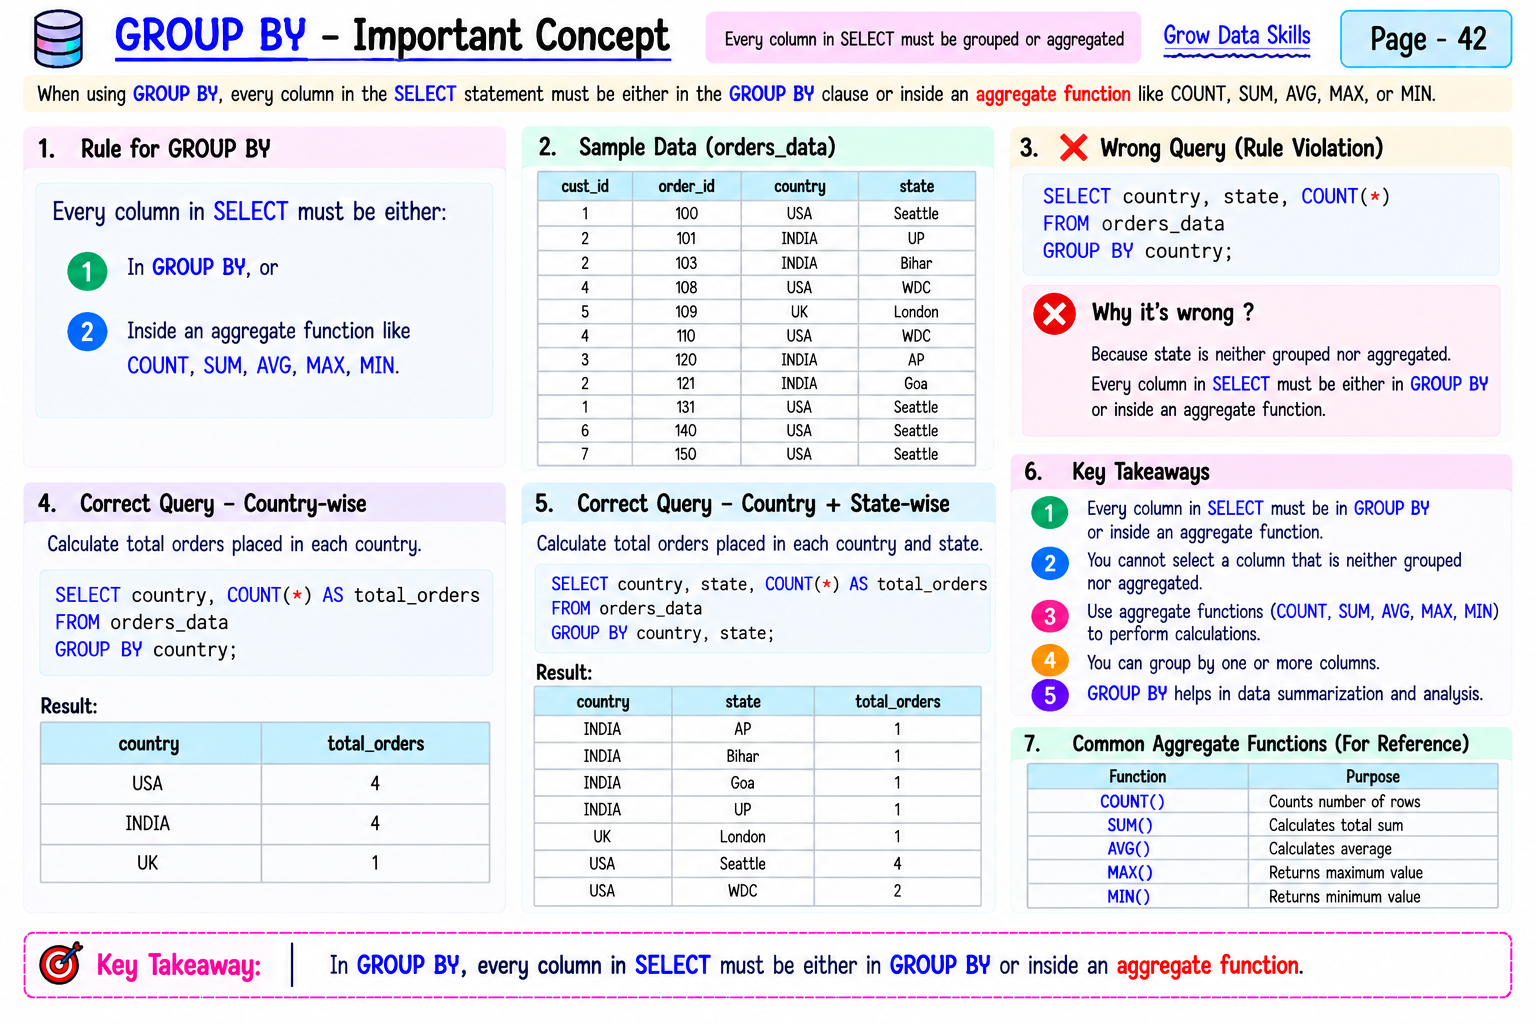 GROUP BY – Important Concept
Every column in SELECT must be grouped or aggregated
Grow Data Skills
Page - 42
When using GROUP BY, every column in the SELECT statement must be either in the GROUP BY clause or inside an aggregate function like COUNT, SUM, AVG, MAX, or MIN.
1. Rule for GROUP BY
Every column in SELECT must be either:
1 In GROUP BY, or
2 Inside an aggregate function like
COUNT, SUM, AVG, MAX, MIN.
2. Sample Data (orders_data)
cust_id order_id country state
1 100 USA Seattle
2 101 INDIA UP
2 103 INDIA Bihar
4 108 USA WDC
5 109 UK London
4 110 USA WDC
3 120 INDIA AP
2 121 INDIA Goa
1 131 USA Seattle
6 140 USA Seattle
7 150 USA Seattle
3. ❌ Wrong Query (Rule Violation)
SELECT country, state, COUNT(*)
FROM orders_data
GROUP BY country;
Why it's wrong ?
Because state is neither grouped nor aggregated.
Every column in SELECT must be either in GROUP BY
or inside an aggregate function.
4. Correct Query – Country-wise
Calculate total orders placed in each country.
SELECT country, COUNT(*) AS total_orders
FROM orders_data
GROUP BY country;
Result:
country total_orders
USA 4
INDIA 4
UK 1
5. Correct Query – Country + State-wise
Calculate total orders placed in each country and state.
SELECT country, state, COUNT(*) AS total_orders
FROM orders_data
GROUP BY country, state;
Result:
country state total_orders
INDIA AP 1
INDIA Bihar 1
INDIA Goa 1
INDIA UP 1
UK London 1
USA Seattle 4
USA WDC 2
6. Key Takeaways
1 Every column in SELECT must be in GROUP BY
or inside an aggregate function.
2 You cannot select a column that is neither grouped
nor aggregated.
3 Use aggregate functions (COUNT, SUM, AVG, MAX, MIN)
to perform calculations.
4 You can group by one or more columns.
5 GROUP BY helps in data summarization and analysis.
7. Common Aggregate Functions (For Reference)
Function Purpose
COUNT() Counts number of rows
SUM() Calculates total sum
AVG() Calculates average
MAX() Returns maximum value
MIN() Returns minimum value
Key Takeaway: In GROUP BY, every column in SELECT must be either in GROUP BY or inside an aggregate function.